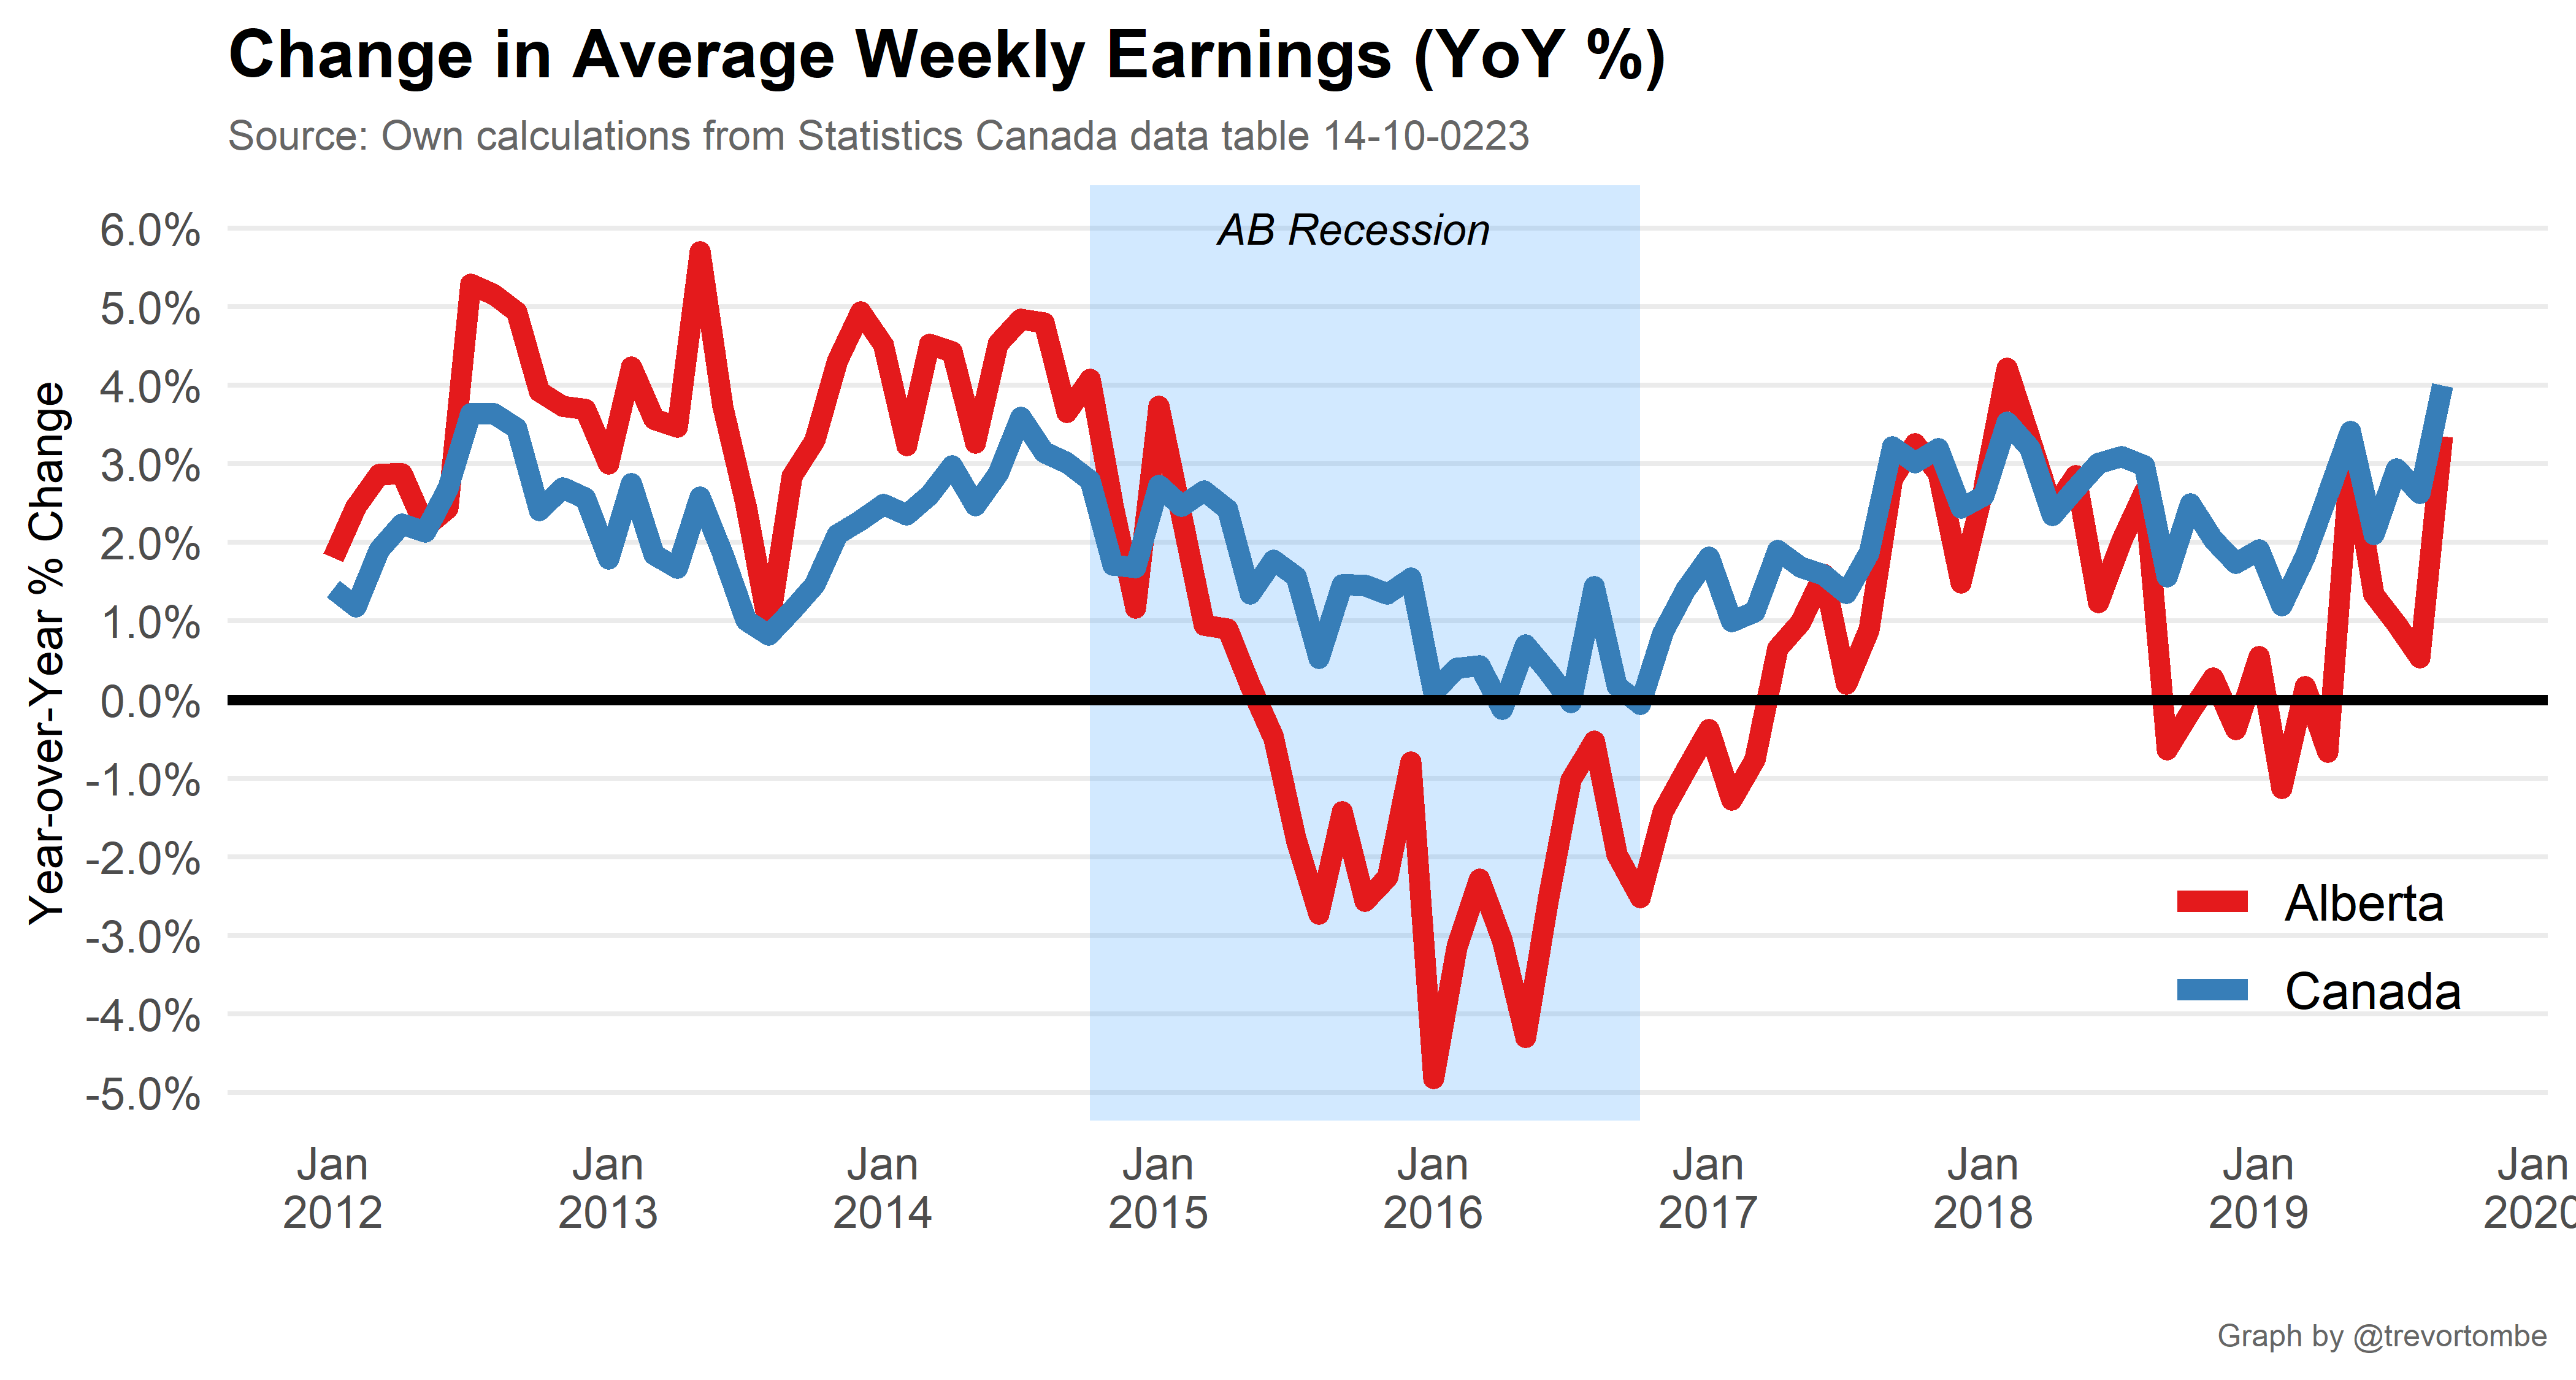 Change in Average Weekly Earnings (YoY %)
Source: Own calculations from Statistics Canada data table 14-10-0223
Year-over-Year % Change
6.0%
5.0%
4.0%
3.0%
2.0%
1.0%
0.0%
-1.0%
-2.0%
-3.0%
-4.0%
-5.0%
AB Recession
Alberta
Canada
Jan
2012
Jan
2013
Jan
2014
Jan
2015
Jan
2016
Jan
2017
Jan
2018
Jan
2019
Jan
2020
Graph by @trevortombe